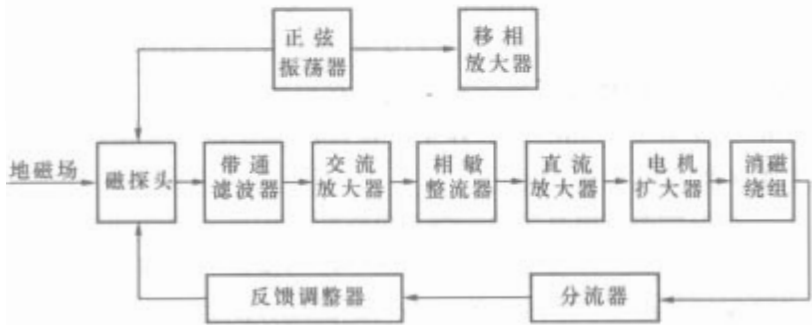 正弦
振荡器
移相
放大器
地磁场
磁探头
带通
滤波器
交流
放大器
相敏
整流器
直流
放大器
电机
扩大器
消磁
绕组
反馈调整器
分流器